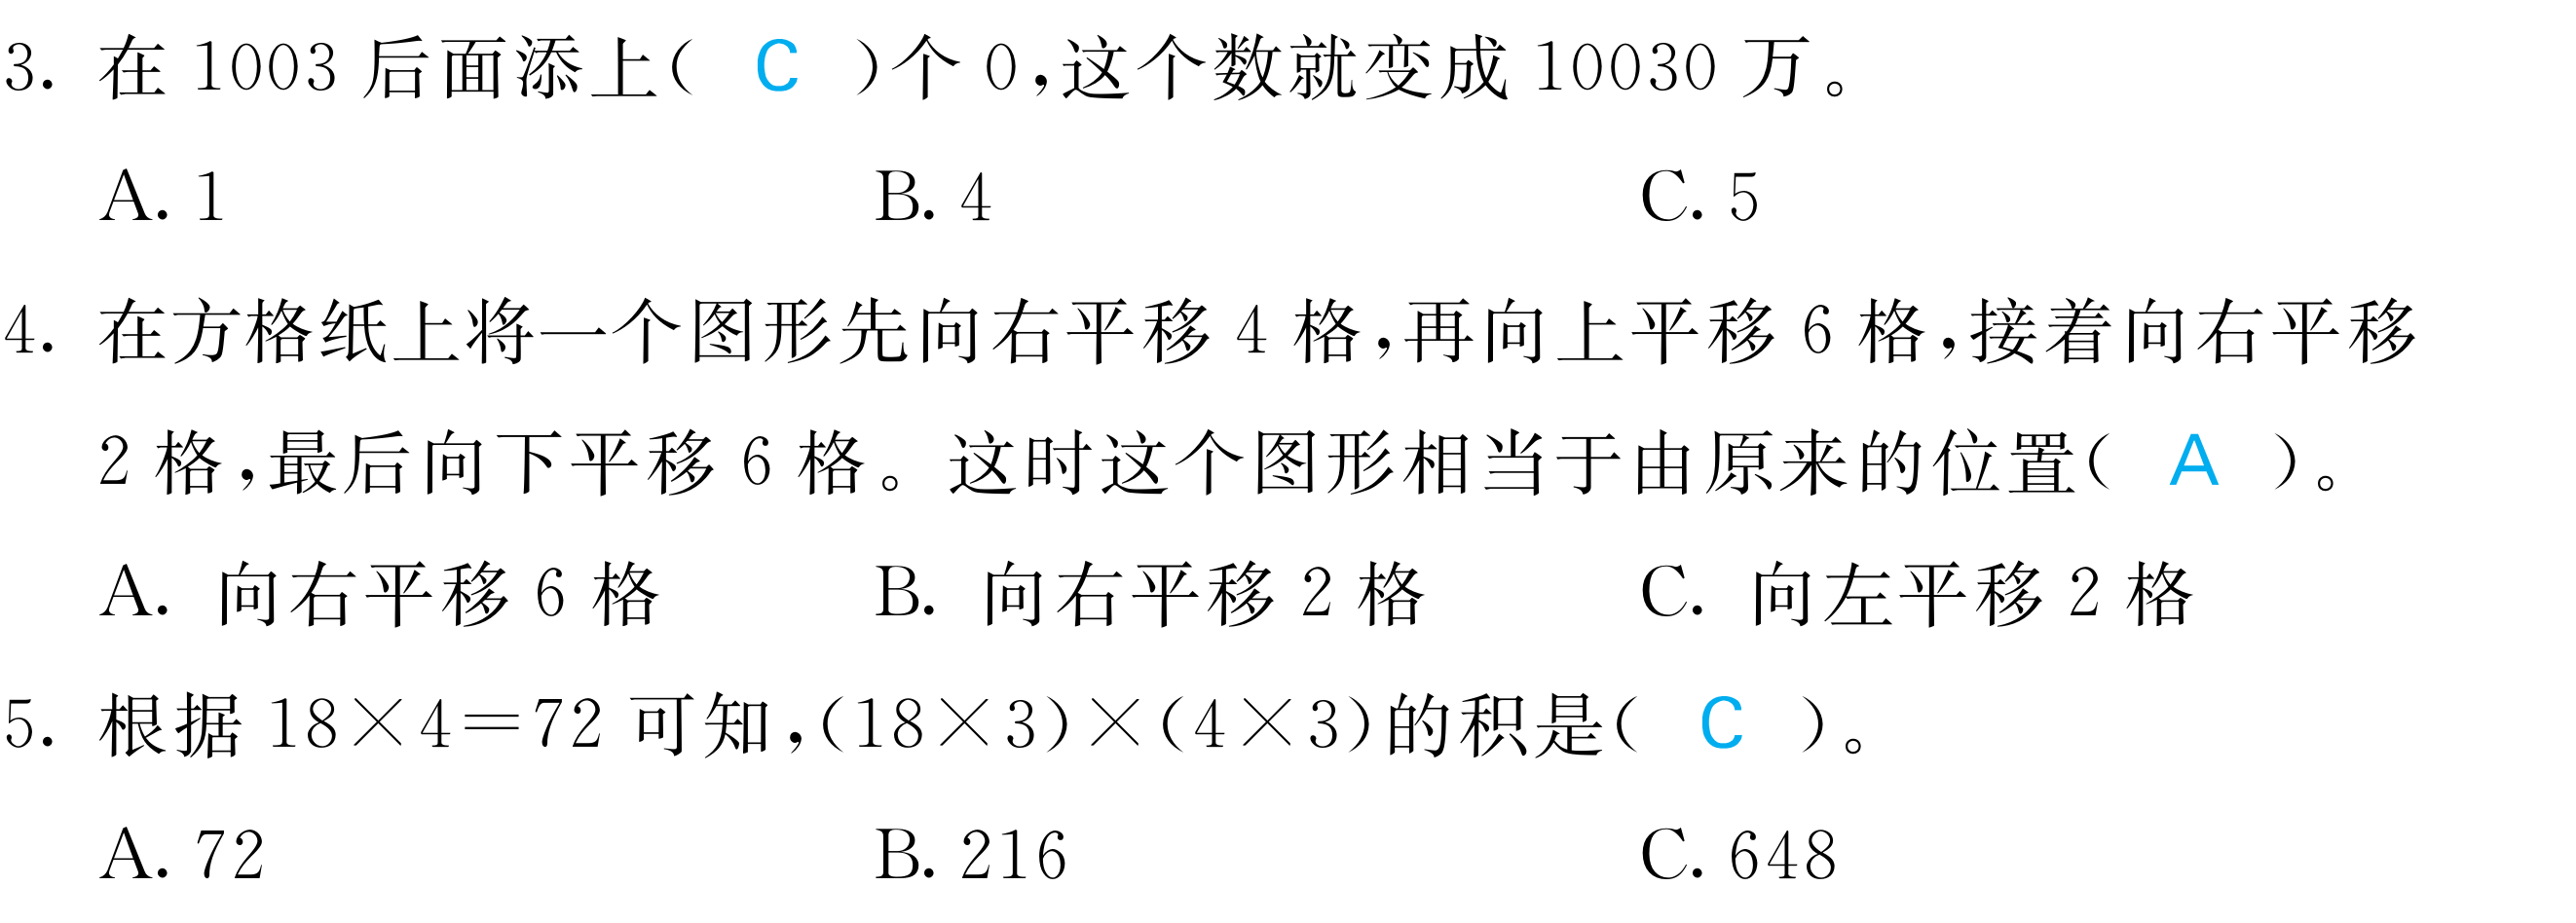 3. 在 1003 后面添上( C )个 0,这个数就变成 10030 万。
A. 1 B. 4 C. 5
4. 在方格纸上将一个图形先向右平移 4 格,再向上平移 6 格,接着向右平移
2 格,最后向下平移 6 格。这时这个图形相当于由原来的位置( A )。
A. 向右平移 6 格 B. 向右平移 2 格 C. 向左平移 2 格
5. 根据 18×4=72 可知,(18×3)×(4×3)的积是( C )。
A. 72 B. 216 C. 648